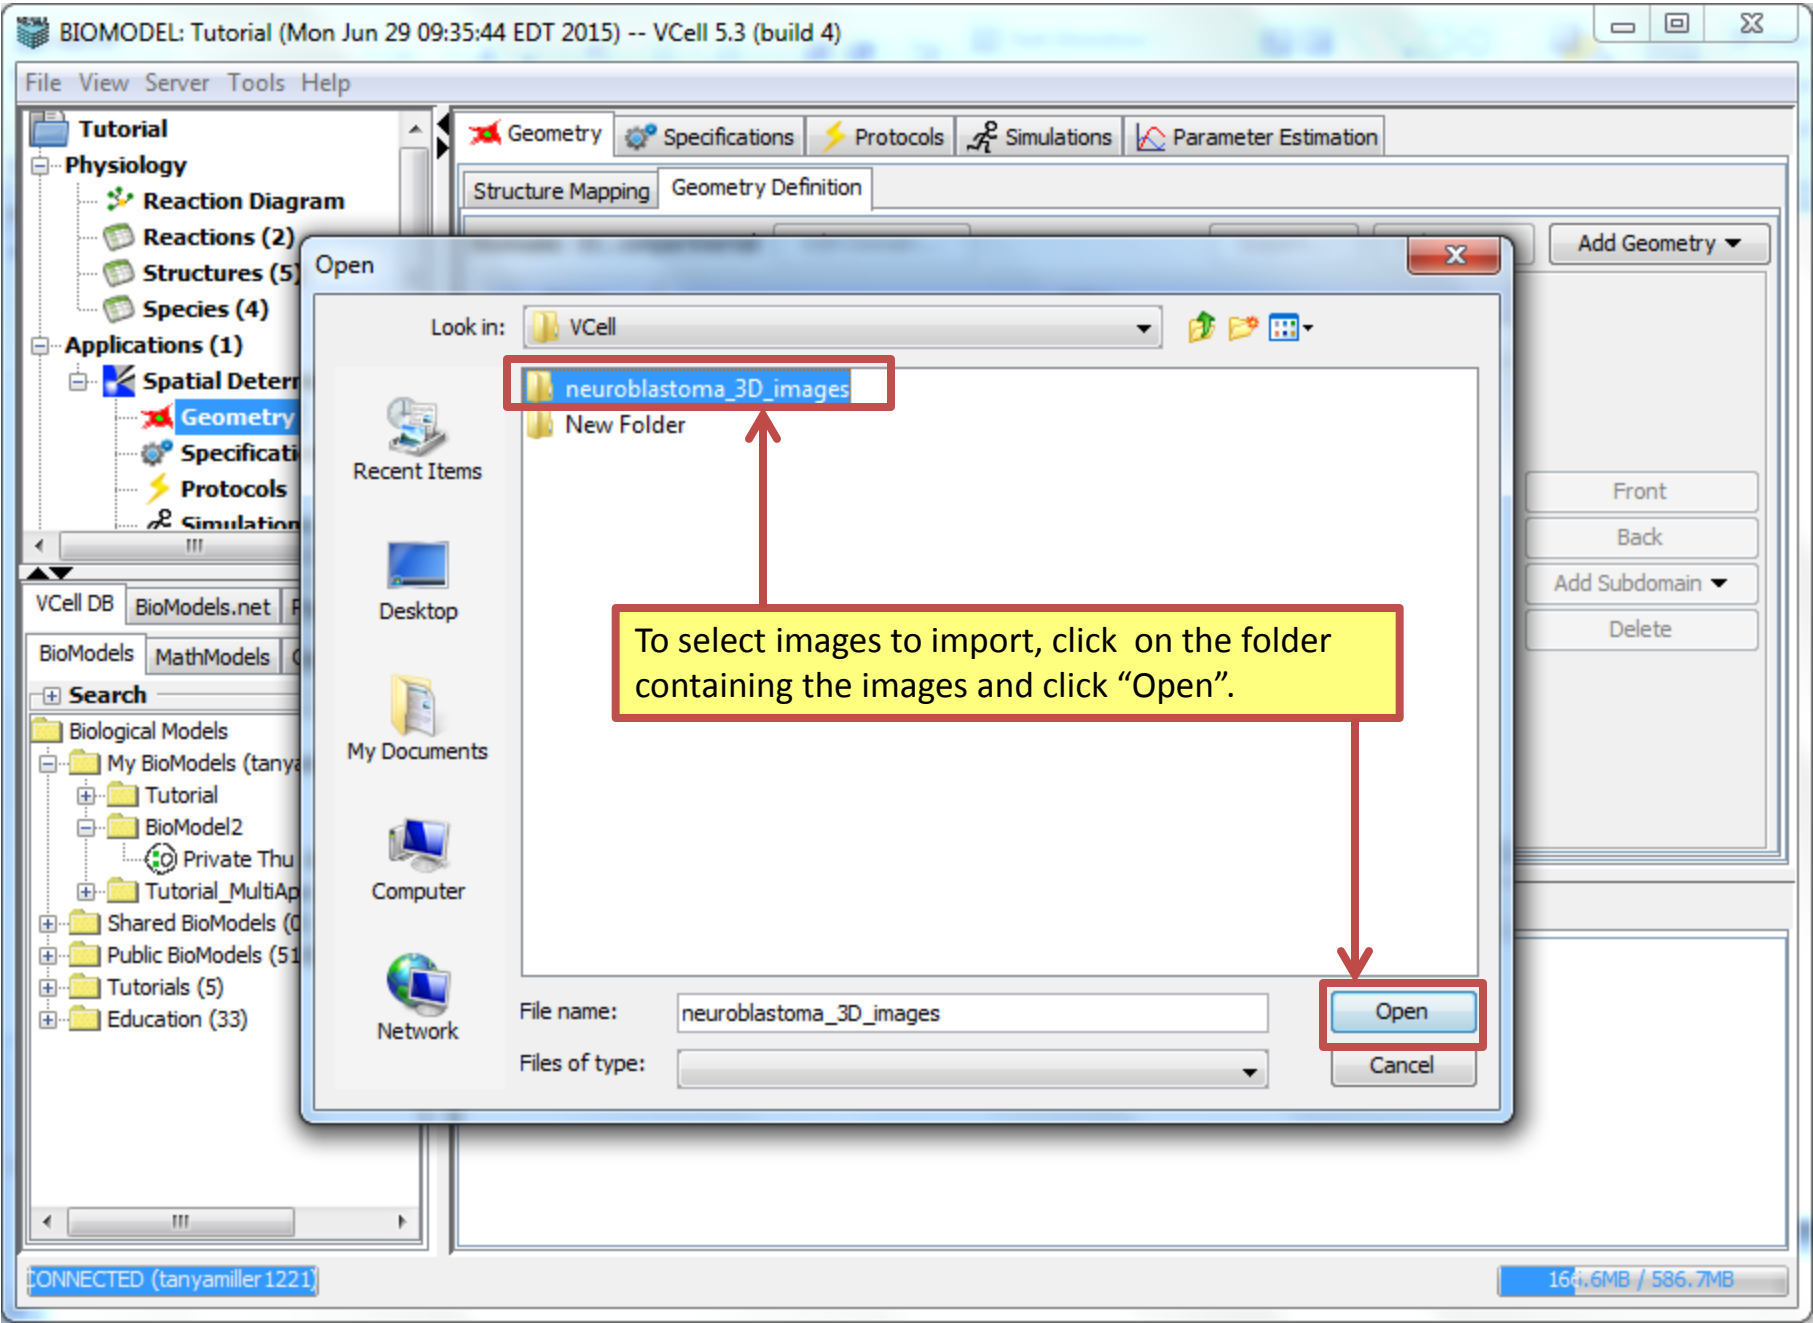 BIOMODEL: Tutorial (Mon Jun 29 09:35:44 EDT 2015) -- VCell 5.3 (build 4)
File View Server Tools Help
Tutorial
Physiology
Reaction Diagram
Reactions (2)
Structures (5)
Species (4)
Applications (1)
Spatial Deter
Geometry
Specificati
Protocols
Simulation
VCell DB BioModels.net
BioModels MathModels
Search
Biological Models
My BioModels (tanya
Tutorial
BioModel2
Private Thu
Tutorial_MultiAp
Shared BioModels (0
Public BioModels (51
Tutorials (5)
Education (33)
CONNECTED (tanyamiller1221)
Geometry Specifications Protocols Simulations Parameter Estimation
Structure Mapping Geometry Definition
Add Geometry
Front
Back
Add Subdomain
Delete
Open
Look in: VCell
neuroblastoma_3D_images
New Folder
Recent Items
Desktop
My Documents
Computer
Network
To select images to import, click on the folder
containing the images and click “Open”.
File name: neuroblastoma_3D_images Open
Files of type: Cancel
166.6MB / 586.7MB